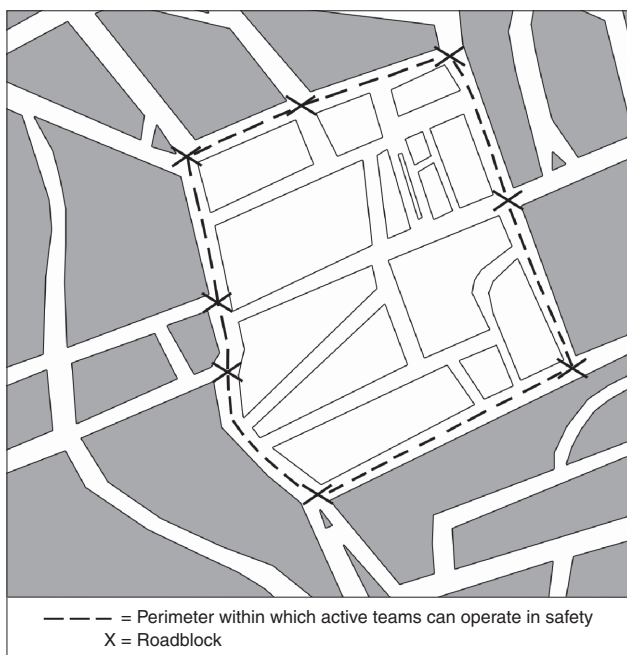 — — — — = Perimeter within which active teams can operate in safety
X = Roadblock